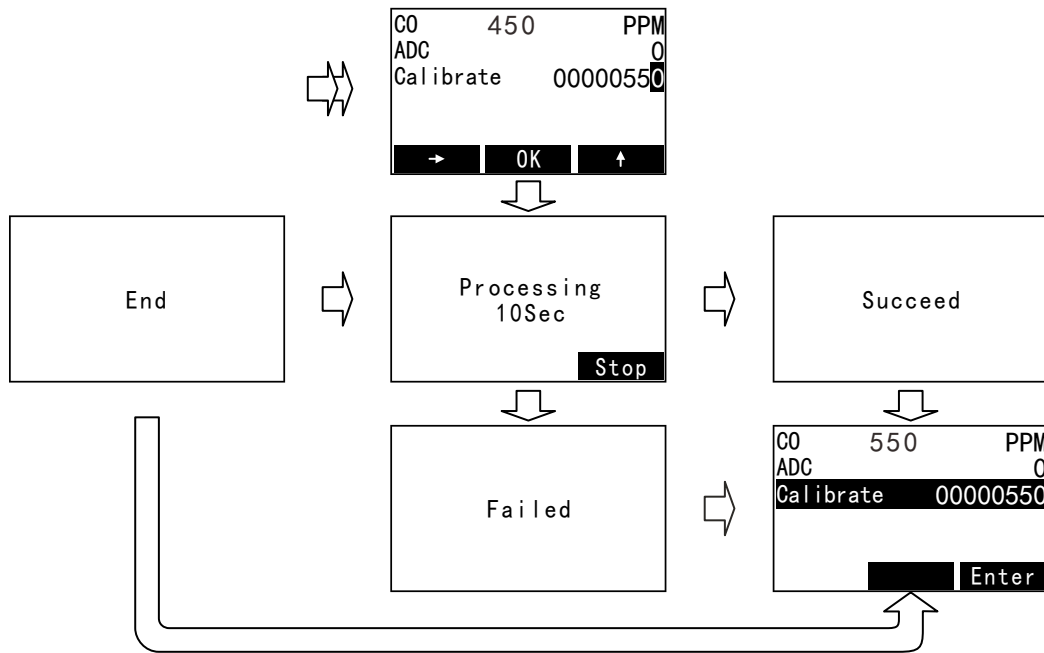 CO 450 PPM
ADC 0
Calibrate 00000550
→ OK ↑
End
Processing
10Sec
Stop
Succeed
Failed
CO 550 PPM
ADC 0
Calibrate 00000550
Enter